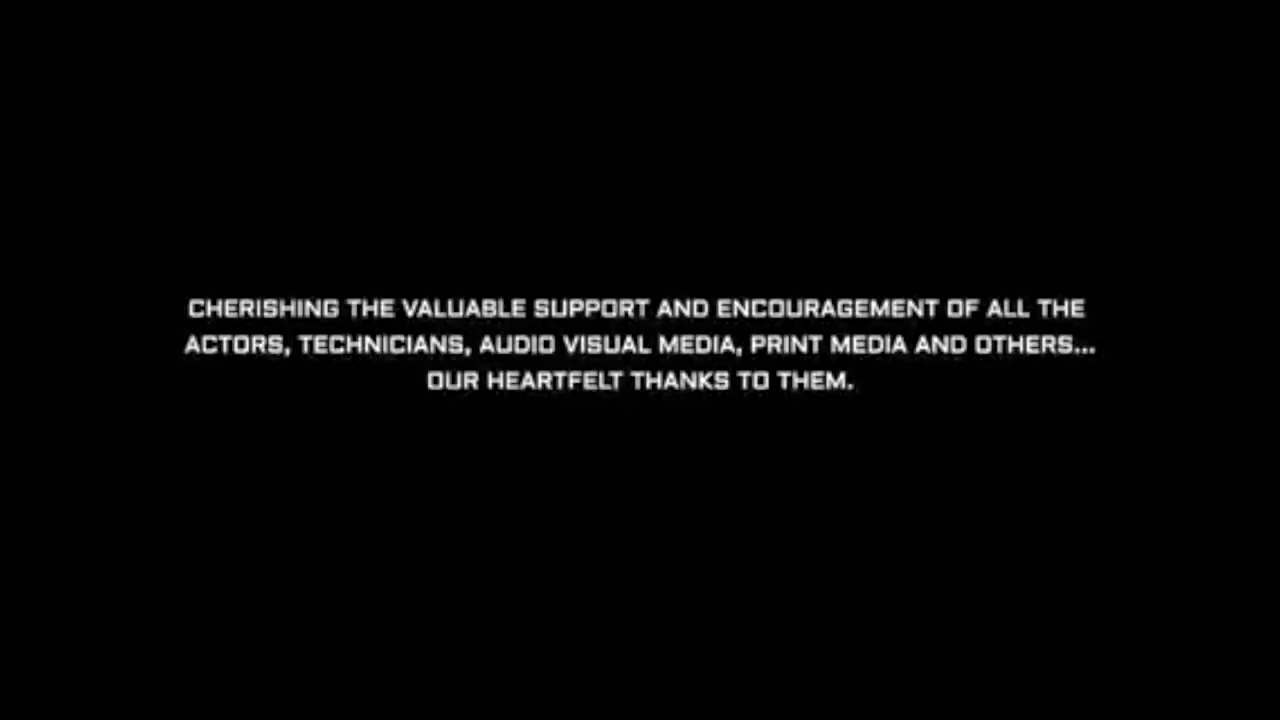 CHERISHING THE VALUABLE SUPPORT AND ENCOURAGEMENT OF ALL THE
ACTORS, TECHNICIANS, AUDIO VISUAL MEDIA, PRINT MEDIA AND OTHERS...
OUR HEARTFELT THANKS TO THEM.